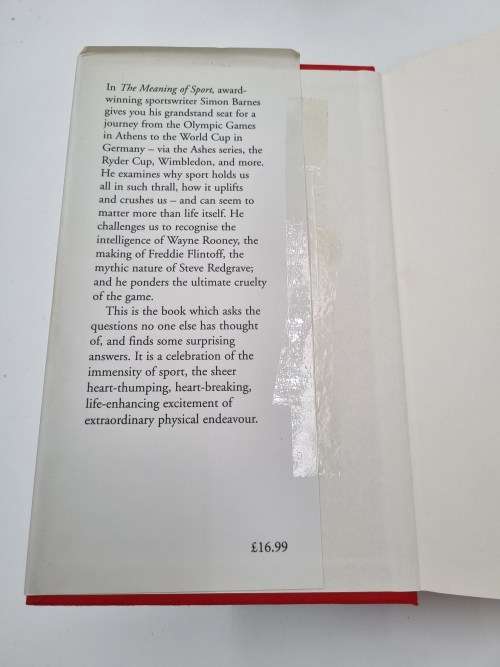 In The Meaning of Sport, award-
winning sportswriter Simon Barnes
gives you his grandstand seat for a
journey from the Olympic Games
in Athens to the World Cup in
Germany – via the Ashes series, the
Ryder Cup, Wimbledon, and more.
He examines why sport holds us
all in such thrall, how it uplifts
and crushes us – and can seem to
matter more than life itself. He
challenges us to recognise the
intelligence of Wayne Rooney, the
making of Freddie Flintoff, the
mythic nature of Steve Redgrave;
and he ponders the ultimate cruelty
of the game.
This is the book which asks the
questions no one else has thought
of, and finds some surprising
answers. It is a celebration of the
immensity of sport, the sheer
heart-thumping, heart-breaking,
life-enhancing excitement of
extraordinary physical endeavour.
£16.99